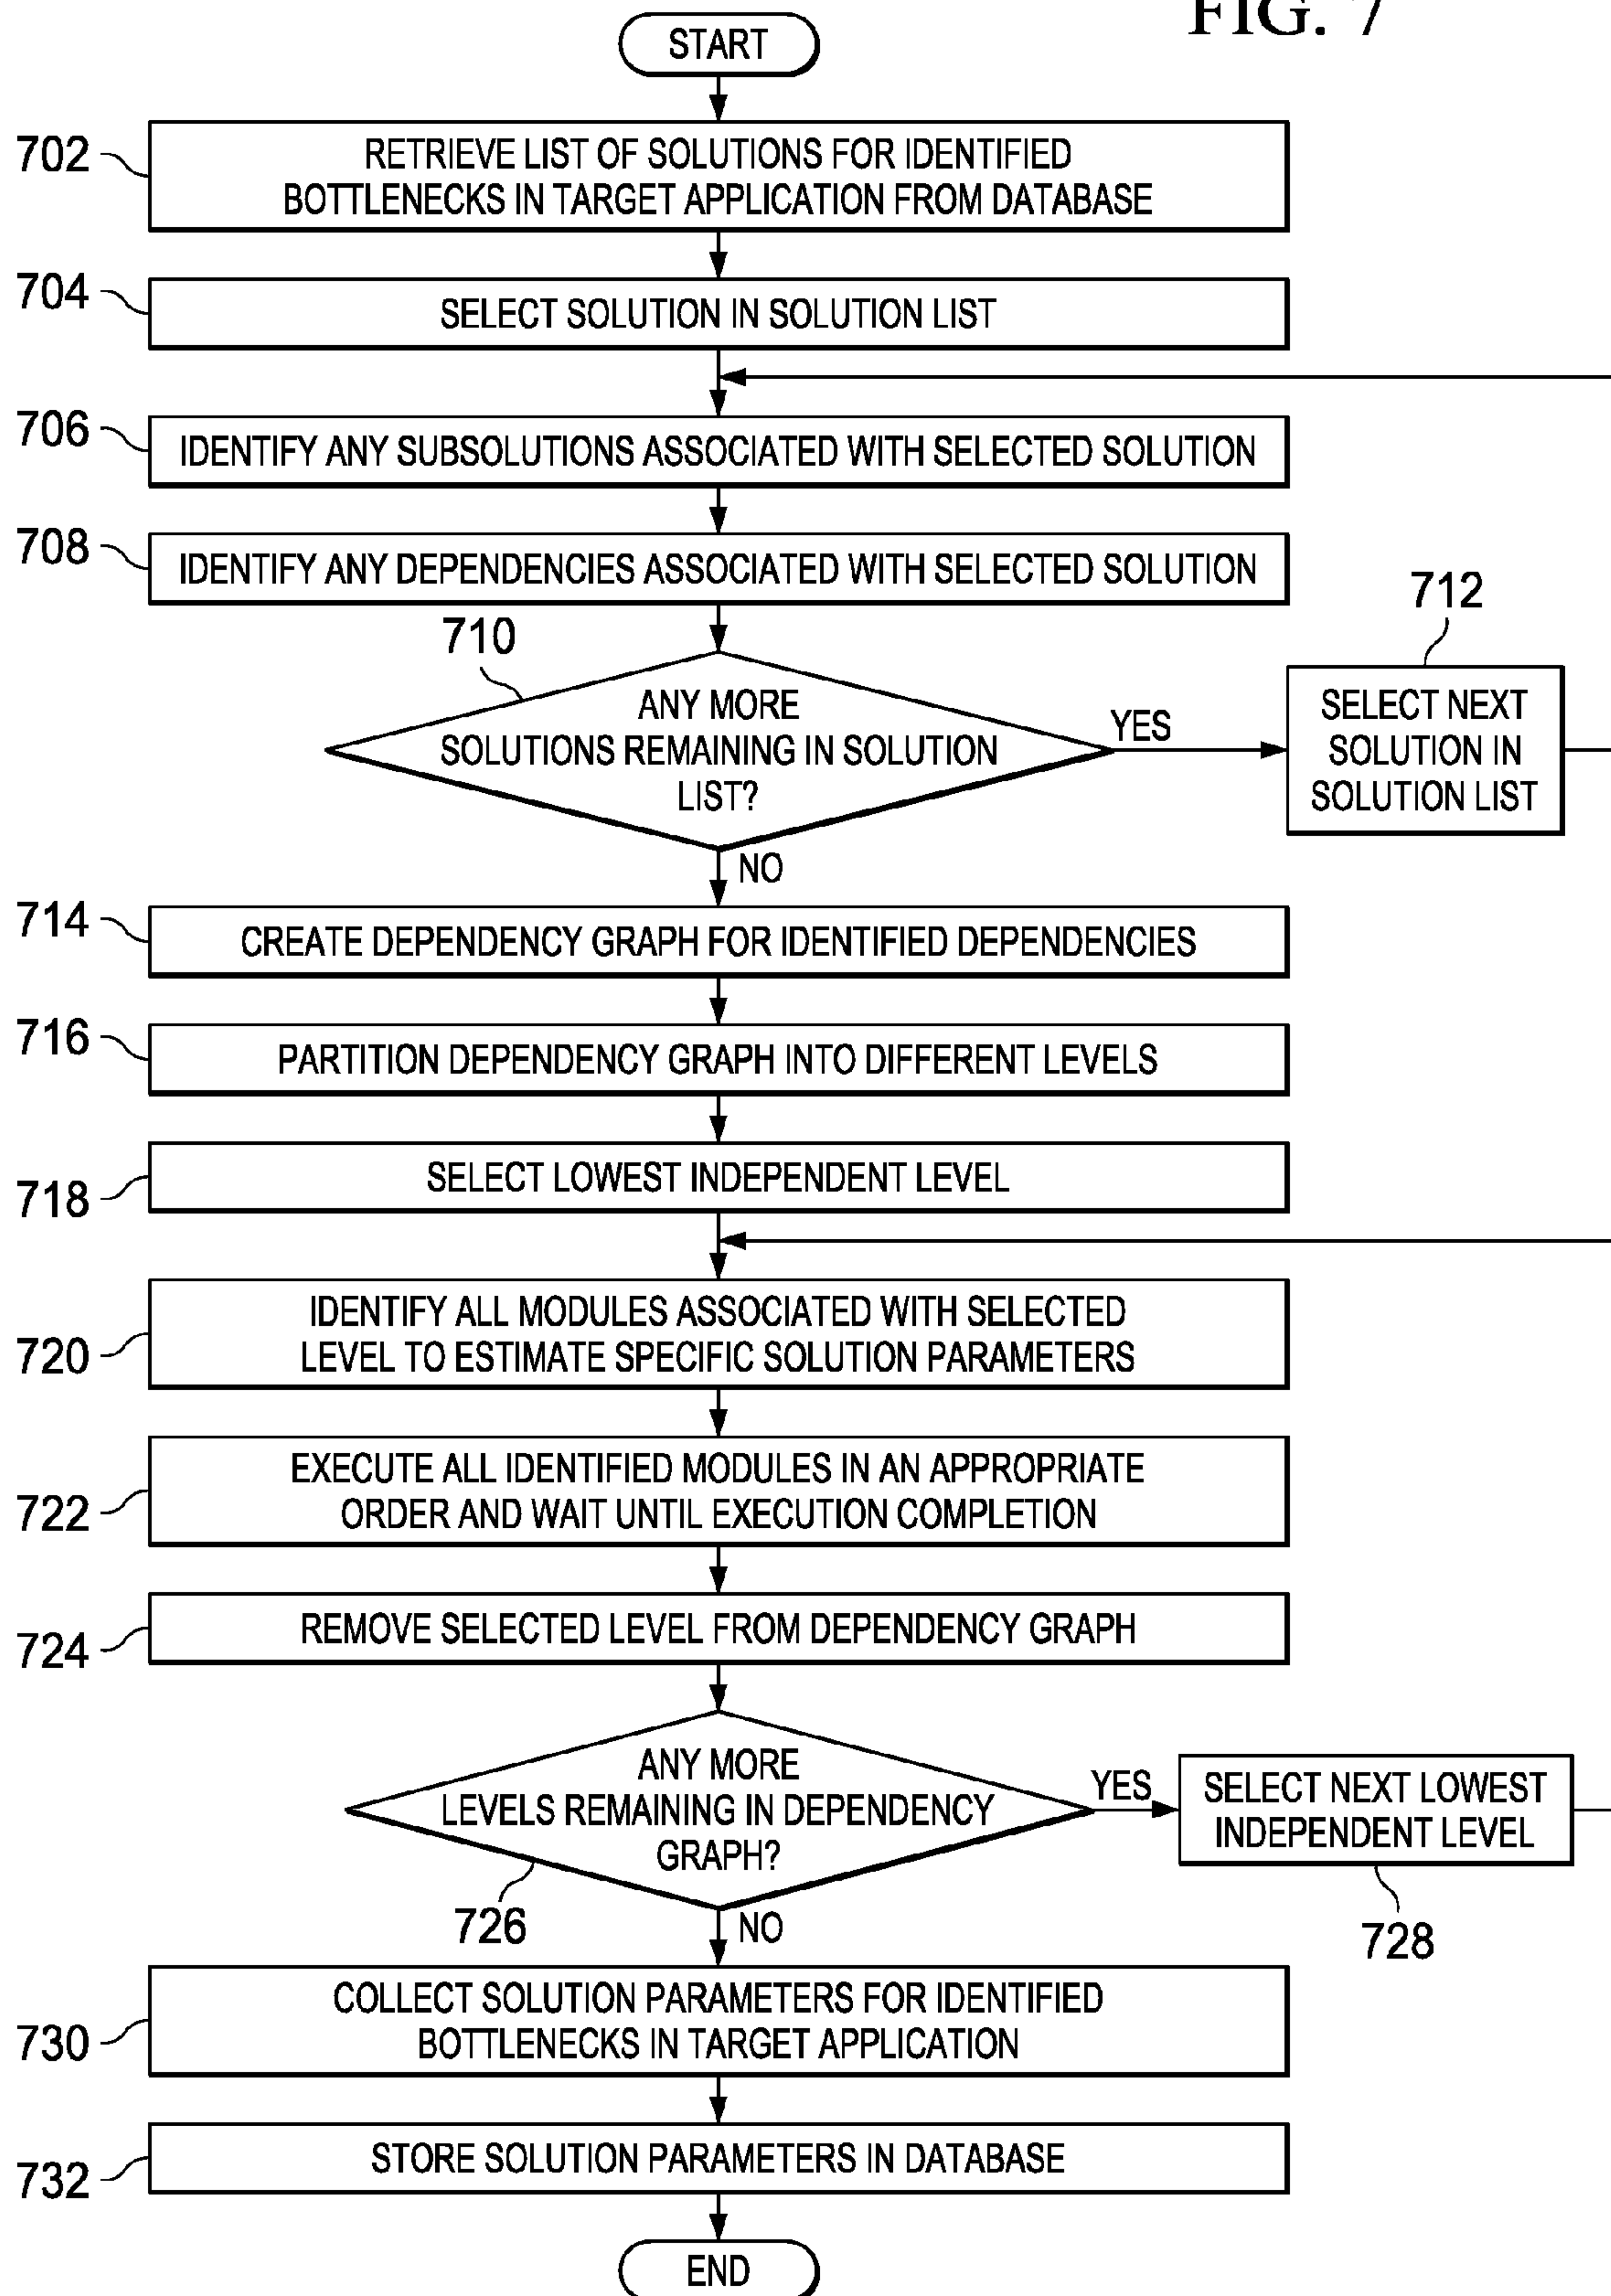 FIG. 7
START
702
RETRIEVE LIST OF SOLUTIONS FOR IDENTIFIED
BOTTLENECKS IN TARGET APPLICATION FROM DATABASE
704
SELECT SOLUTION IN SOLUTION LIST
706
IDENTIFY ANY SUBSOLUTIONS ASSOCIATED WITH SELECTED SOLUTION
708
IDENTIFY ANY DEPENDENCIES ASSOCIATED WITH SELECTED SOLUTION
710
ANY MORE
SOLUTIONS REMAINING IN SOLUTION
LIST?
YES
712
SELECT NEXT
SOLUTION IN
SOLUTION LIST
NO
714
CREATE DEPENDENCY GRAPH FOR IDENTIFIED DEPENDENCIES
716
PARTITION DEPENDENCY GRAPH INTO DIFFERENT LEVELS
718
SELECT LOWEST INDEPENDENT LEVEL
720
IDENTIFY ALL MODULES ASSOCIATED WITH SELECTED
LEVEL TO ESTIMATE SPECIFIC SOLUTION PARAMETERS
722
EXECUTE ALL IDENTIFIED MODULES IN AN APPROPRIATE
ORDER AND WAIT UNTIL EXECUTION COMPLETION
724
REMOVE SELECTED LEVEL FROM DEPENDENCY GRAPH
726
ANY MORE
LEVELS REMAINING IN DEPENDENCY
GRAPH?
YES
SELECT NEXT LOWEST
INDEPENDENT LEVEL
728
NO
730
COLLECT SOLUTION PARAMETERS FOR IDENTIFIED
BOTTLENECKS IN TARGET APPLICATION
732
STORE SOLUTION PARAMETERS IN DATABASE
END